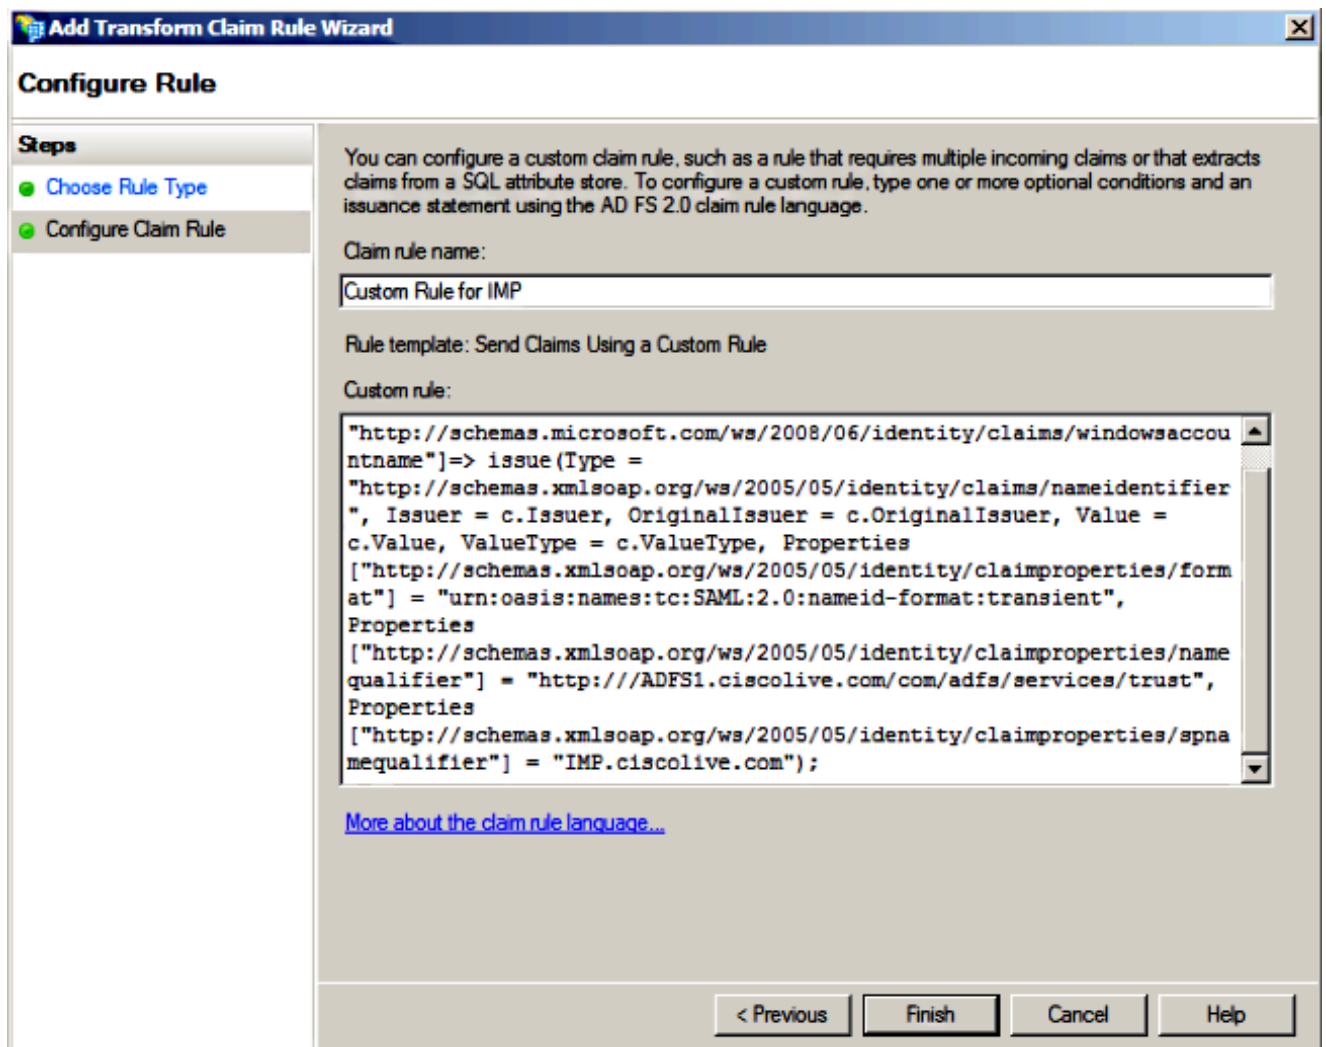 Add Transform Claim Rule Wizard
Configure Rule
Steps
Choose Rule Type
Configure Claim Rule
You can configure a custom claim rule, such as a rule that requires multiple incoming claims or that extracts
claims from a SQL attribute store. To configure a custom rule, type one or more optional conditions and an
issuance statement using the AD FS 2.0 claim rule language.
Claim rule name:
Custom Rule for IMP
Rule template: Send Claims Using a Custom Rule
Custom rule:
"http://schemas.microsoft.com/ws/2008/06/identity/claims/windowsaccou
ntname"]=> issue(Type =
"http://schemas.xmlsoap.org/ws/2005/05/identity/claims/nameidentifier
", Issuer = c.Issuer, OriginalIssuer = c.OriginalIssuer, Value =
c.Value, ValueType = c.ValueType, Properties
["http://schemas.xmlsoap.org/ws/2005/05/identity/claimproperties/form
at"] = "urn:oasis:names:tc:SAML:2.0:nameid-format:transient",
Properties
["http://schemas.xmlsoap.org/ws/2005/05/identity/claimproperties/name
qualifier"] = "http:///ADFS1.ciscolive.com/com/adfs/services/trust",
Properties
["http://schemas.xmlsoap.org/ws/2005/05/identity/claimproperties/spna
mequalifier"] = "IMP.ciscolive.com");
More about the claim rule language...
< Previous
Finish
Cancel
Help